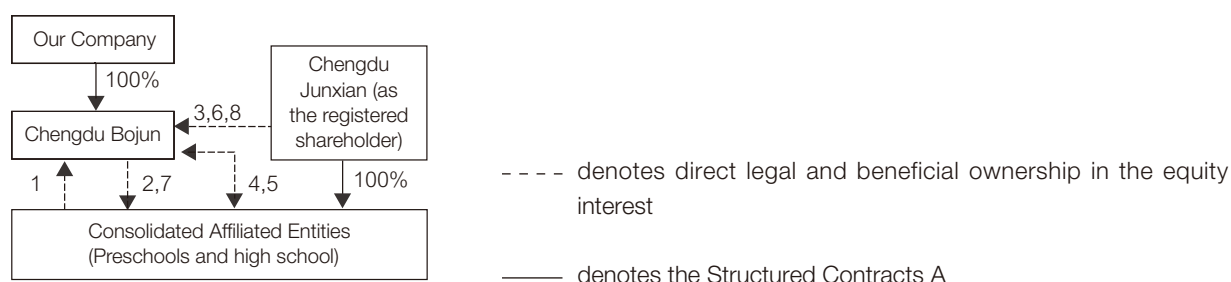 Our Company
100%
Chengdu
Junxian (as
the registered
shareholder)
3,6,8
Chengdu Bojun
1
2,7
4,5
100%
Consolidated Affiliated Entities
(Preschools and high school)
denotes direct legal and beneficial ownership in the equity
interest
denotes the Structured Contracts A